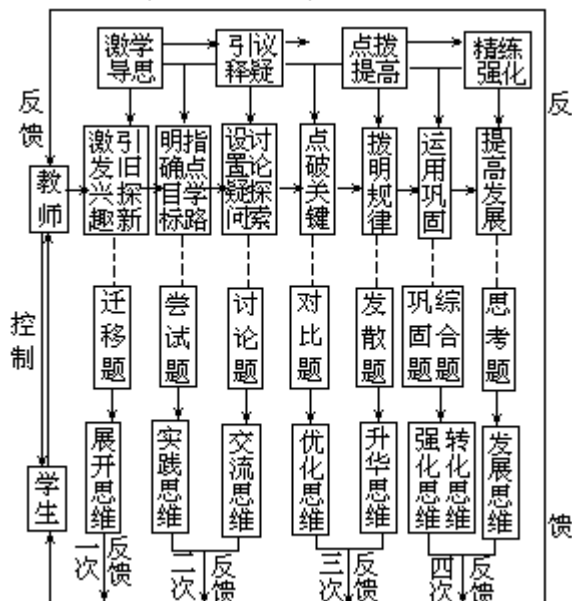 激学
导思
引议
释疑
点拨
提高
精练
强化
反馈
反馈
教师
激发兴趣
引旧探新
明确目标
指点学路
设置疑问
讨论探索
点破关键
拨明规律
运用巩固
提高发展
控制
迁移题
尝试题
讨论题
对比题
发散题
巩固题
综合题
思考题
学生
展开思维
实践思维
交流思维
优化思维
升华思维
强化思维
转化思维
发展思维
一次
反馈
二次
反馈
三次
反馈
四次
反馈